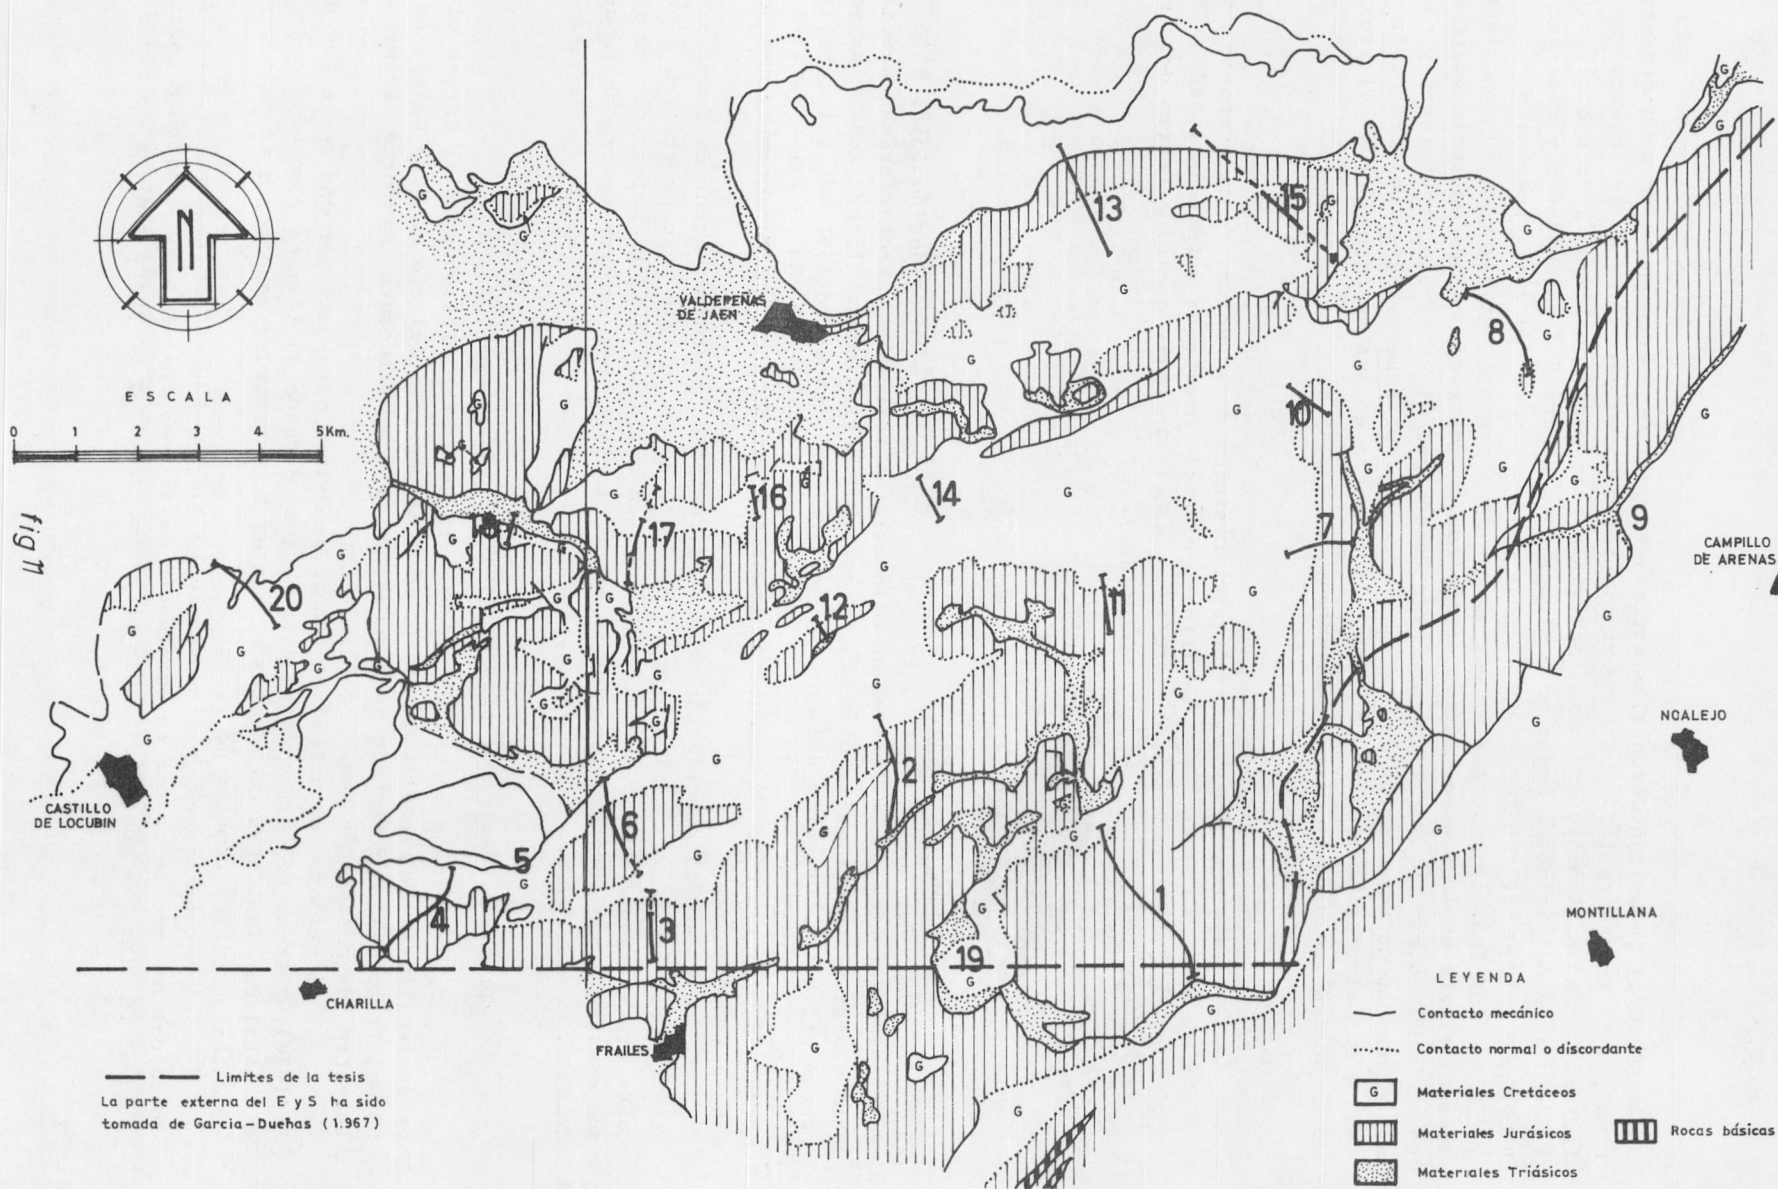 N
ESCALA
0 1 2 3 4 5 Km.
fig 11
VALDEPEÑAS
DE JAEN
CASTILLO
DE LOCUBIN
CHARILLA
FRAILES
CAMPILLO
DE ARENAS
NOALEJO
MONTILLANA
1
2
3
4
5
6
7
8
9
10
11
12
13
14
15
16
17
18
19
20
G
Limites de la tesis
La parte externa del E y S ha sido
tomada de Garcia-Dueñas (1.967)
LEYENDA
Contacto mecánico
Contacto normal o discordante
G Materiales Cretáceos
Materiales Jurásicos
Rocas básicas
Materiales Triásicos